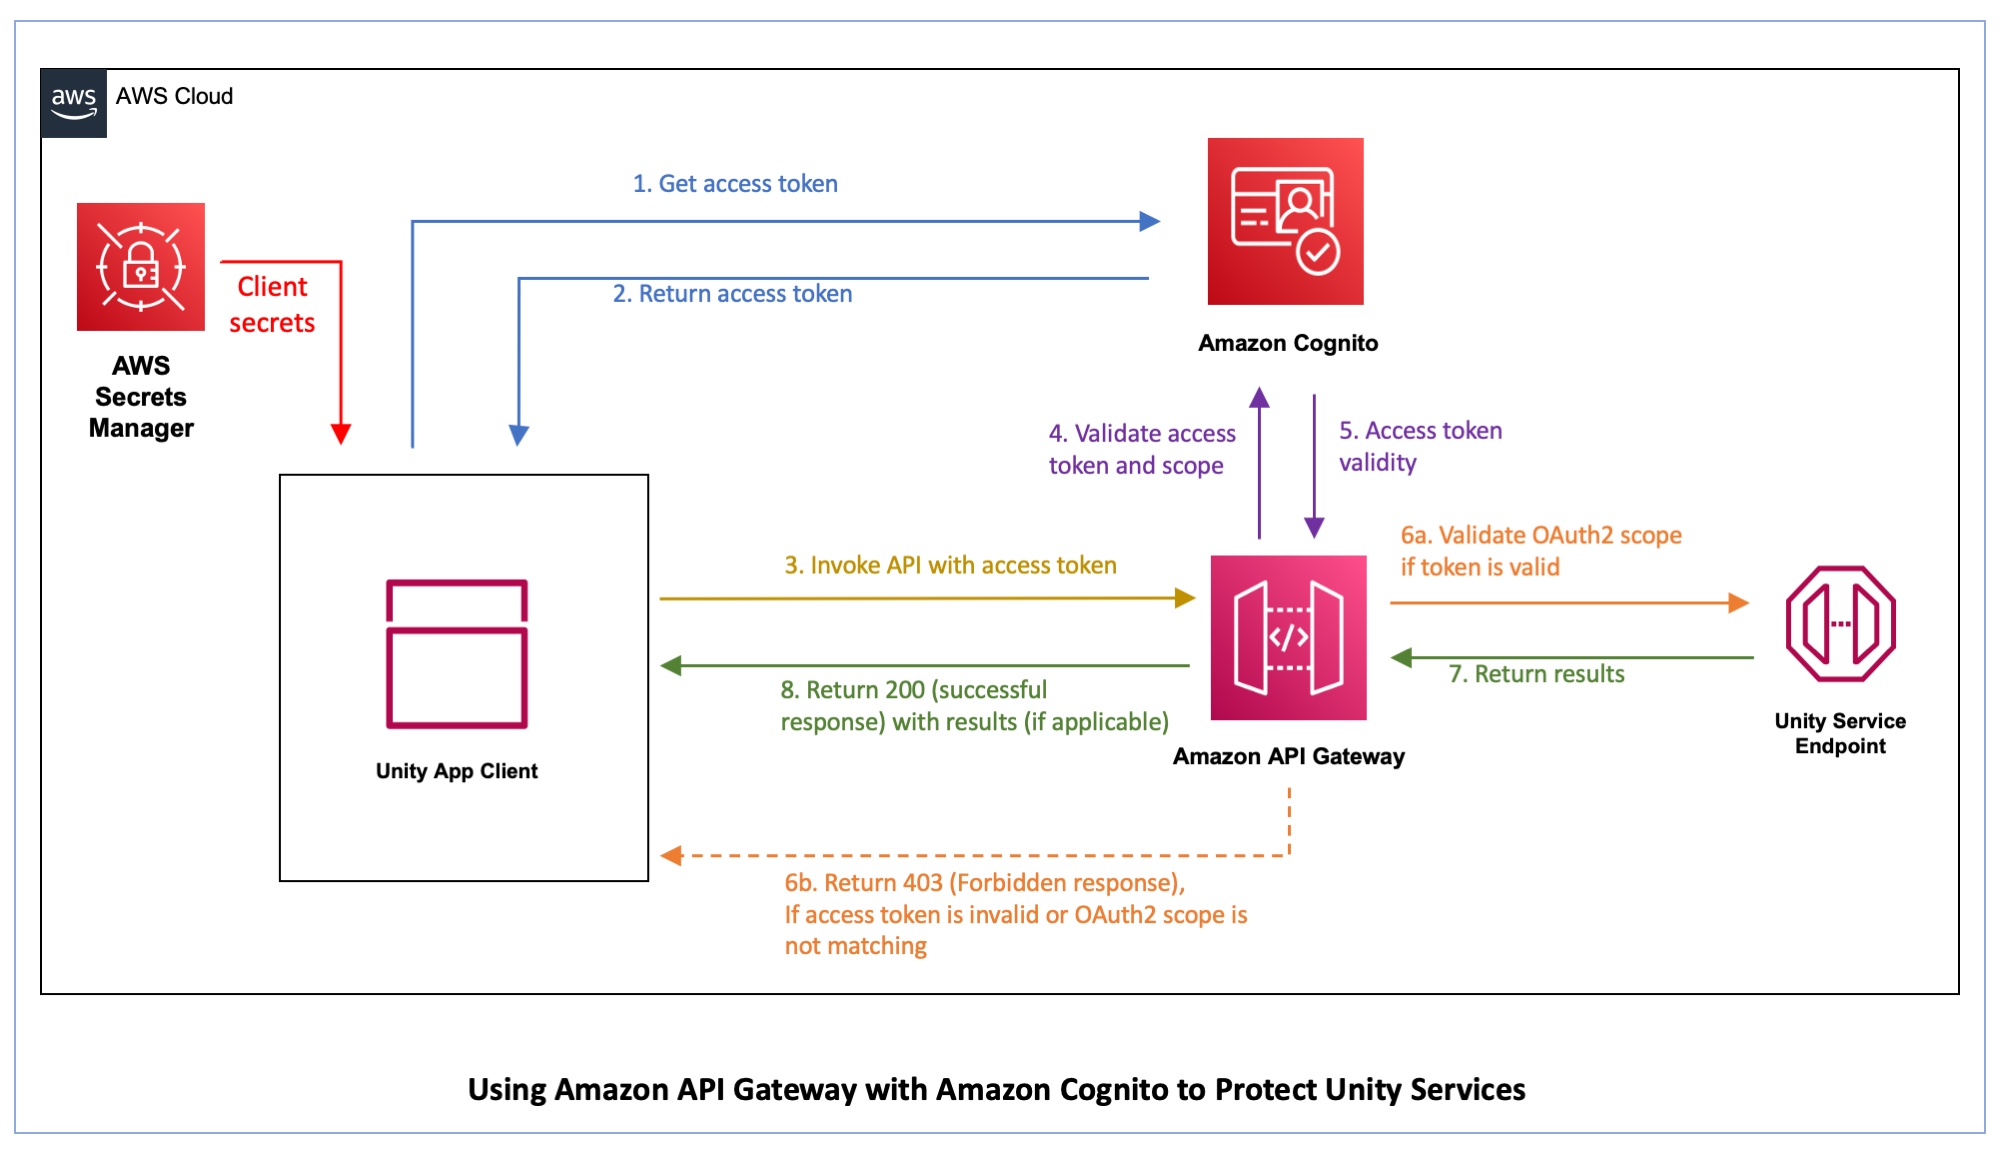 aws
AWS Cloud
1. Get access token
2. Return access token
Client
secrets
AWS
Secrets
Manager
Amazon Cognito
4. Validate access
token and scope
5. Access token
validity
3. Invoke API with access token
6a. Validate OAuth2 scope
if token is valid
</>
7. Return results
8. Return 200 (successful
response) with results (if applicable)
Unity App Client
Amazon API Gateway
Unity Service
Endpoint
6b. Return 403 (Forbidden response),
If access token is invalid or OAuth2 scope is
not matching
Using Amazon API Gateway with Amazon Cognito to Protect Unity Services